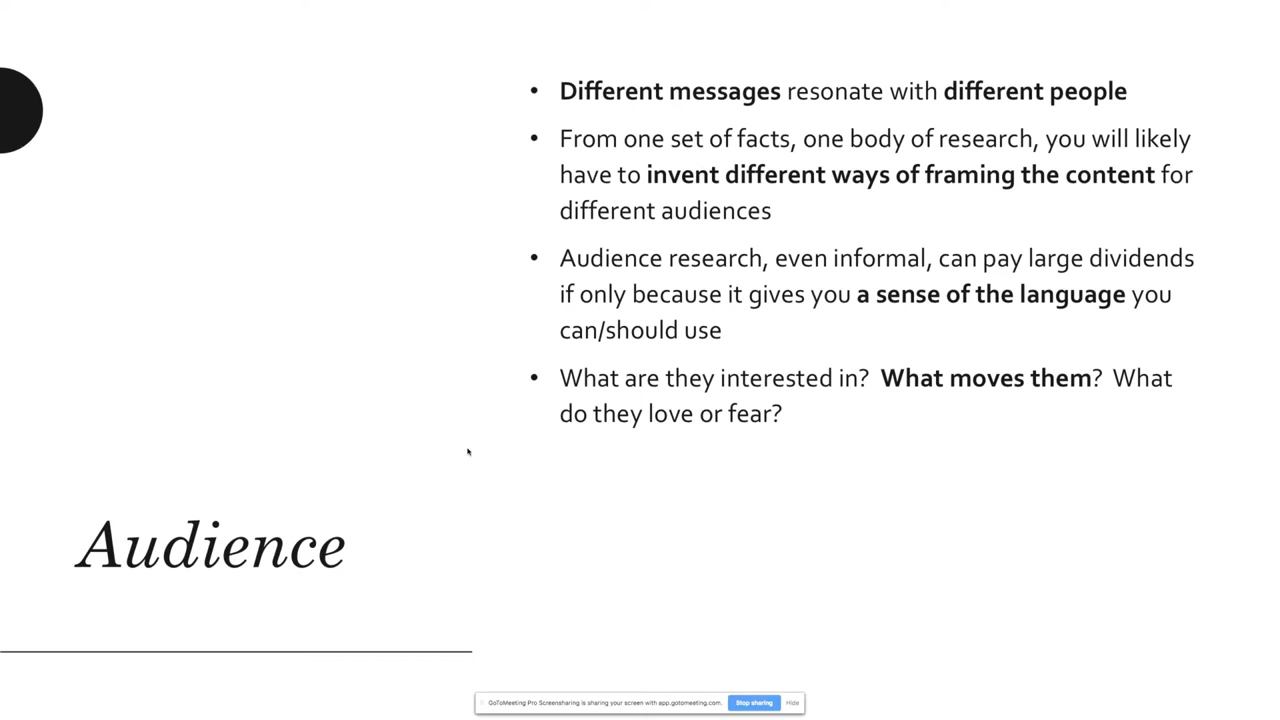 • Different messages resonate with different people
• From one set of facts, one body of research, you will likely
have to invent different ways of framing the content for
different audiences
• Audience research, even informal, can pay large dividends
if only because it gives you a sense of the language you
can/should use
• What are they interested in?  What moves them?  What
do they love or fear?
Audience
GoToMeeting Pro Screensharing is sharing your screen with app.gotomeeting.com. Stop sharing Hide